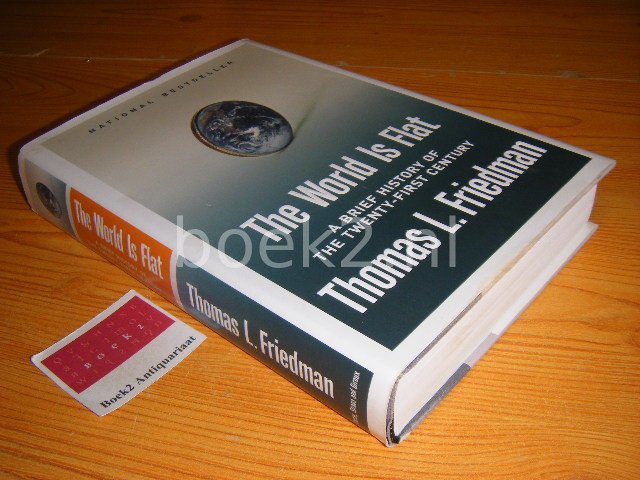 NATIONAL BESTSELLER
The World Is Flat
A BRIEF HISTORY OF
THE TWENTY-FIRST CENTURY
Thomas L. Friedman
The World Is Flat
Thomas L. Friedman
boek2.nl
BOEK2
Boek2 Antiquariaat